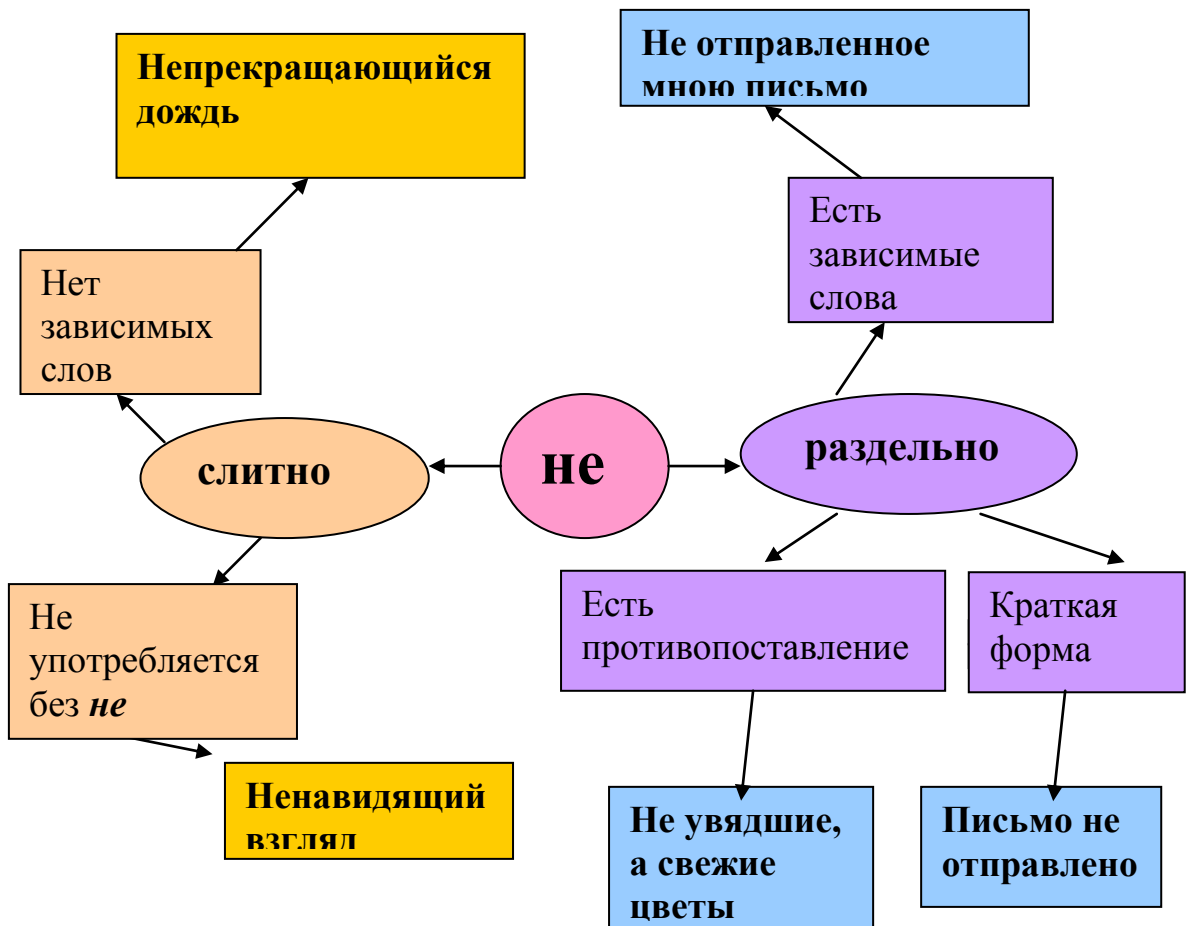 Непрекращающийся
дождь
Не отправленное
мною письмо
Нет
зависимых
слов
Есть
зависимые
слова
слитно
не
раздельно
Не
употребляется
без не
Есть
противопоставление
Краткая
форма
Ненавидящий
взгляд
Не увядшие,
а свежие
цветы
Письмо не
отправлено